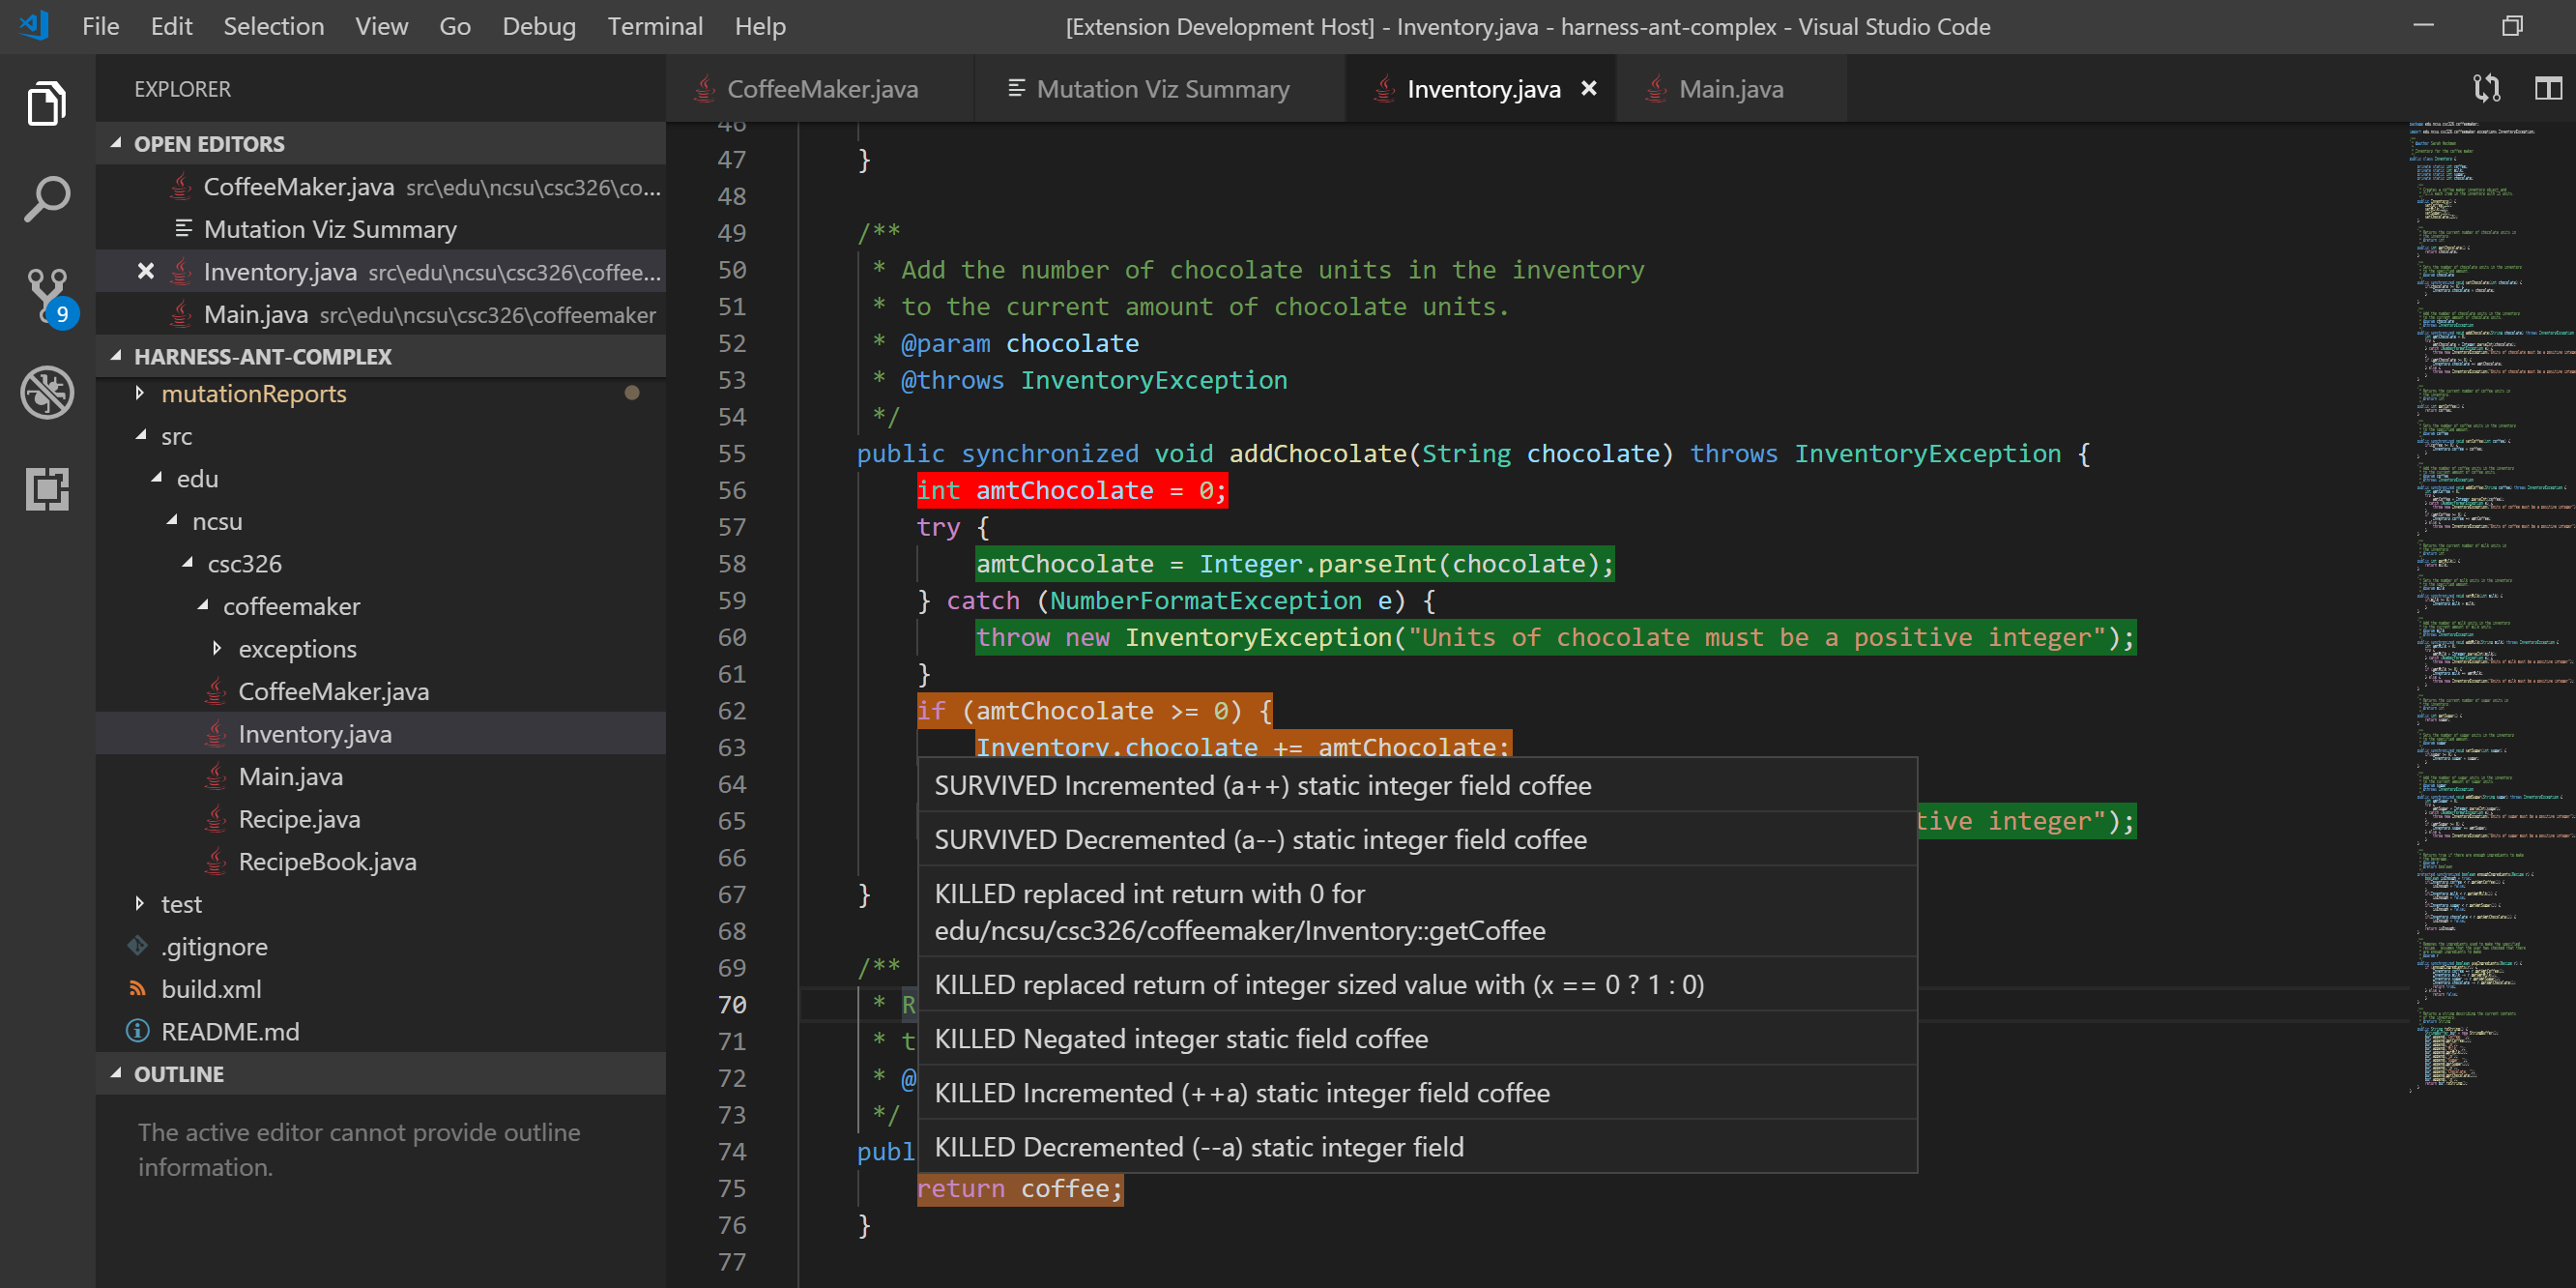 File Edit Selection View Go Debug Terminal Help [Extension Development Host] - Inventory.java - harness-ant-complex - Visual Studio Code
EXPLORER
OPEN EDITORS
CoffeeMaker.java src\edu\ncsu\csc326\co...
Mutation Viz Summary
Inventory.java src\edu\ncsu\csc326\coffee...
Main.java src\edu\ncsu\csc326\coffeemaker
9
HARNESS-ANT-COMPLEX
mutationReports
src
edu
ncsu
csc326
coffeemaker
exceptions
CoffeeMaker.java
Inventory.java
Main.java
Recipe.java
RecipeBook.java
test
.gitignore
build.xml
README.md
OUTLINE
The active editor cannot provide outline
information.
CoffeeMaker.java Mutation Viz Summary Inventory.java Main.java
46
47 }
48
49 /**
50 * Add the number of chocolate units in the inventory
51 * to the current amount of chocolate units.
52 * @param chocolate
53 * @throws InventoryException
54 */
55 public synchronized void addChocolate(String chocolate) throws InventoryException {
56 int amtChocolate = 0;
57 try {
58 amtChocolate = Integer.parseInt(chocolate);
59 } catch (NumberFormatException e) {
60 throw new InventoryException("Units of chocolate must be a positive integer");
61 }
62 if (amtChocolate >= 0) {
63 Inventory.chocolate += amtChocolate;
64
65 tive integer");
66
67 }
68
69 /**
70 * R
71 * t
72 * @
73 */
74 publ
75 return coffee;
76 }
77
SURVIVED Incremented (a++) static integer field coffee
SURVIVED Decremented (a--) static integer field coffee
KILLED replaced int return with 0 for
edu/ncsu/csc326/coffeemaker/Inventory::getCoffee
KILLED replaced return of integer sized value with (x == 0 ? 1 : 0)
KILLED Negated integer static field coffee
KILLED Incremented (++a) static integer field coffee
KILLED Decremented (--a) static integer field